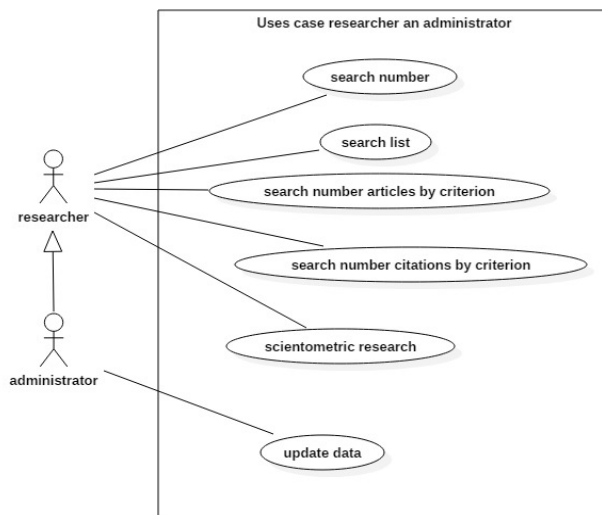 Uses case researcher an administrator
search number
search list
search number articles by criterion
researcher
search number citations by criterion
scientometric research
administrator
update data